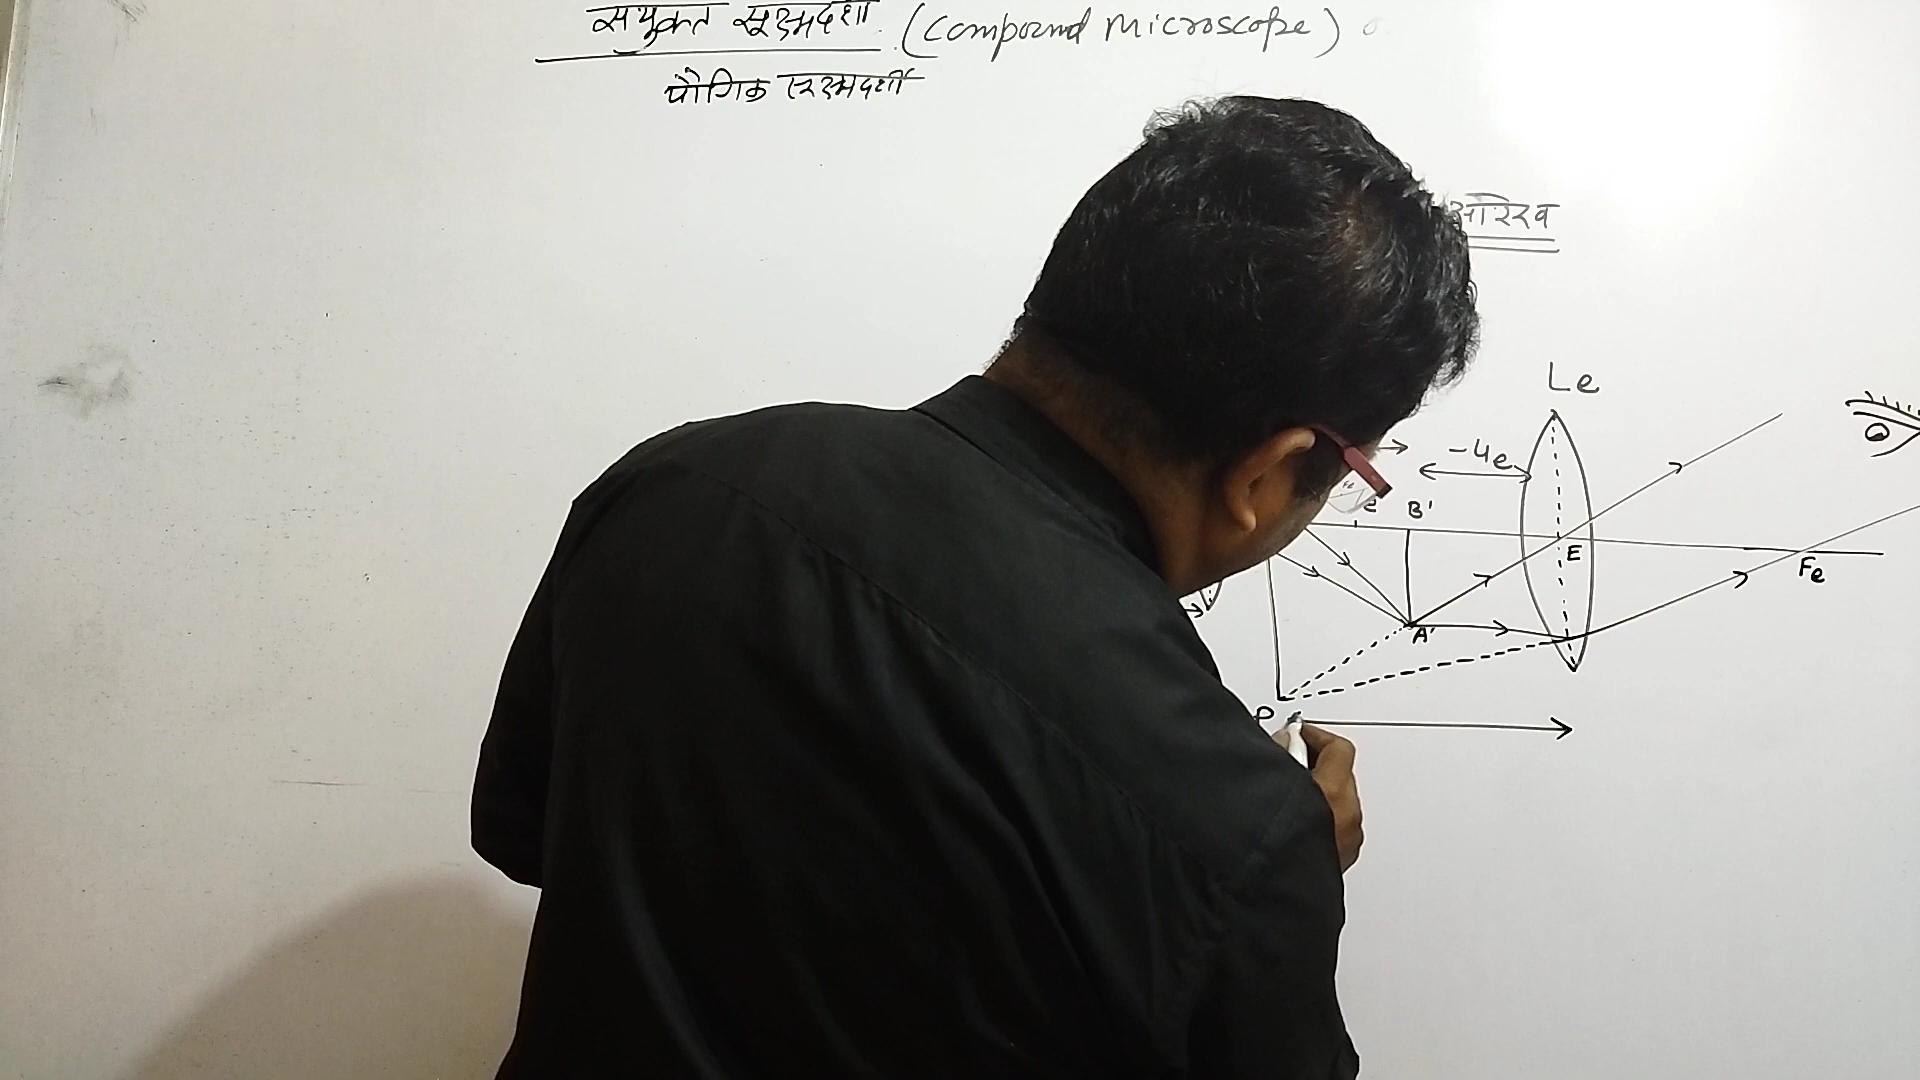 संयुक्त सूक्ष्मदर्शी (Compound Microscope)
यौगिक सूक्ष्मदर्शी
आरेख
Le
-ue
e B'
E
Fe
A'
P